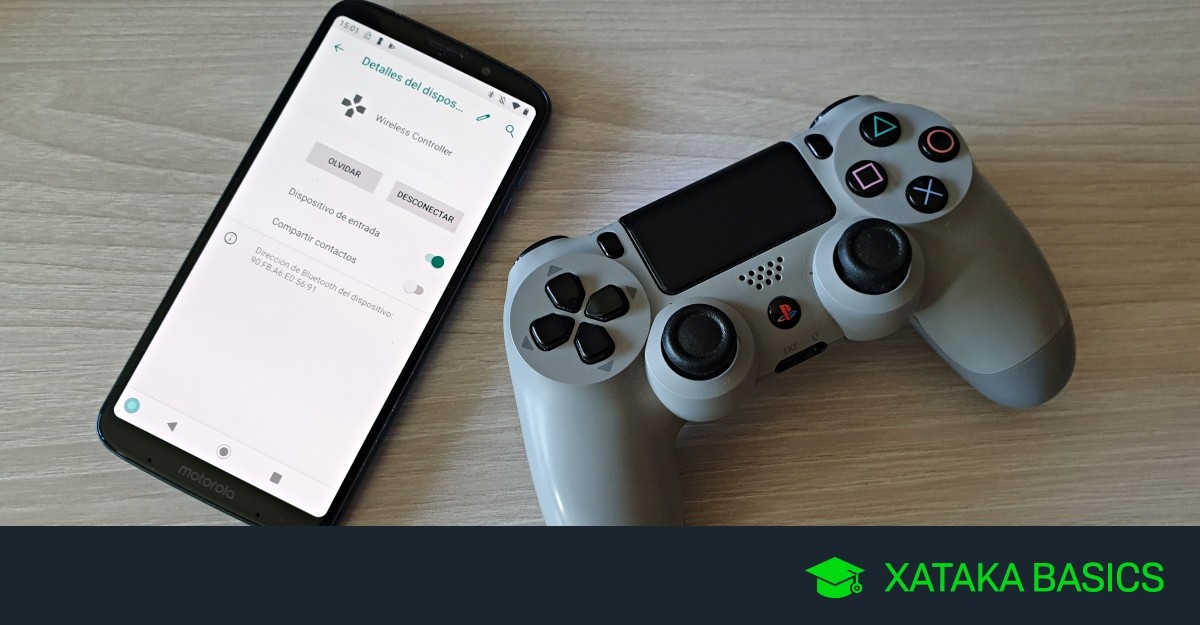 15:01
Detalles del dispos...
Wireless Controller
OLVIDAR
DESCONECTAR
Dispositivo de entrada
Compartir contactos
Dirección de Bluetooth del dispositivo:
90:FB:A6:E0:56:91
motorola
EXT
XATAKA BASICS